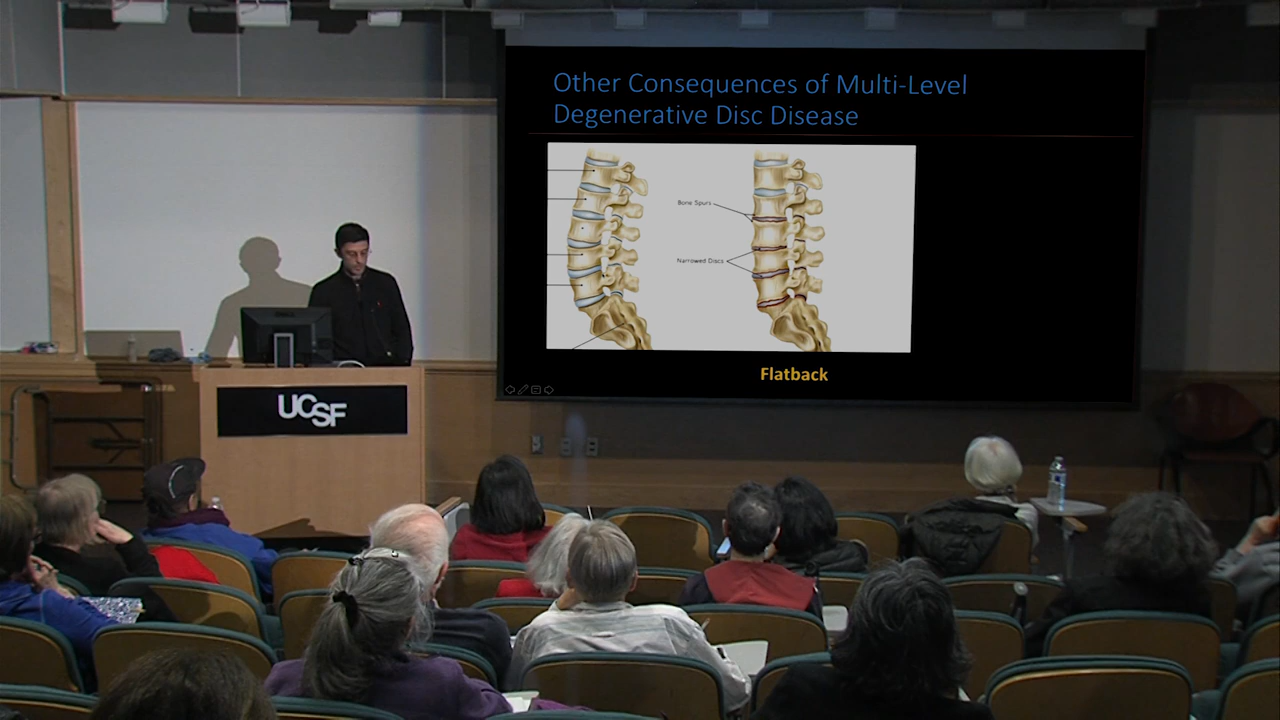 Other Consequences of Multi-Level
Degenerative Disc Disease
Bone Spurs
Narrowed Discs
Flatback
UCSF